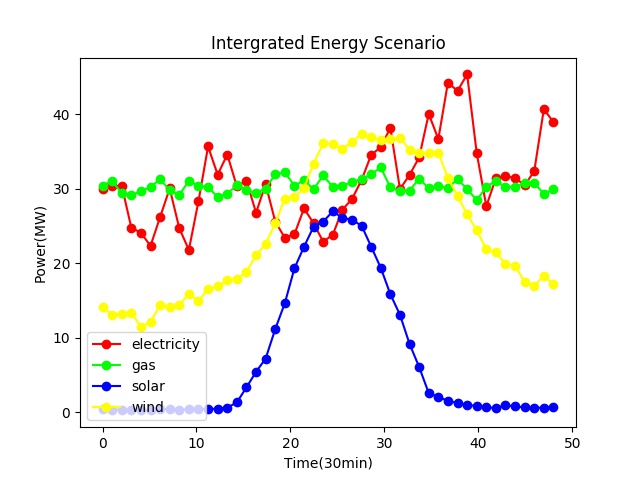 Intergrated Energy Scenario
Power(MW)
40
30
20
10
0
electricity
gas
solar
wind
0 10 20 30 40 50
Time(30min)